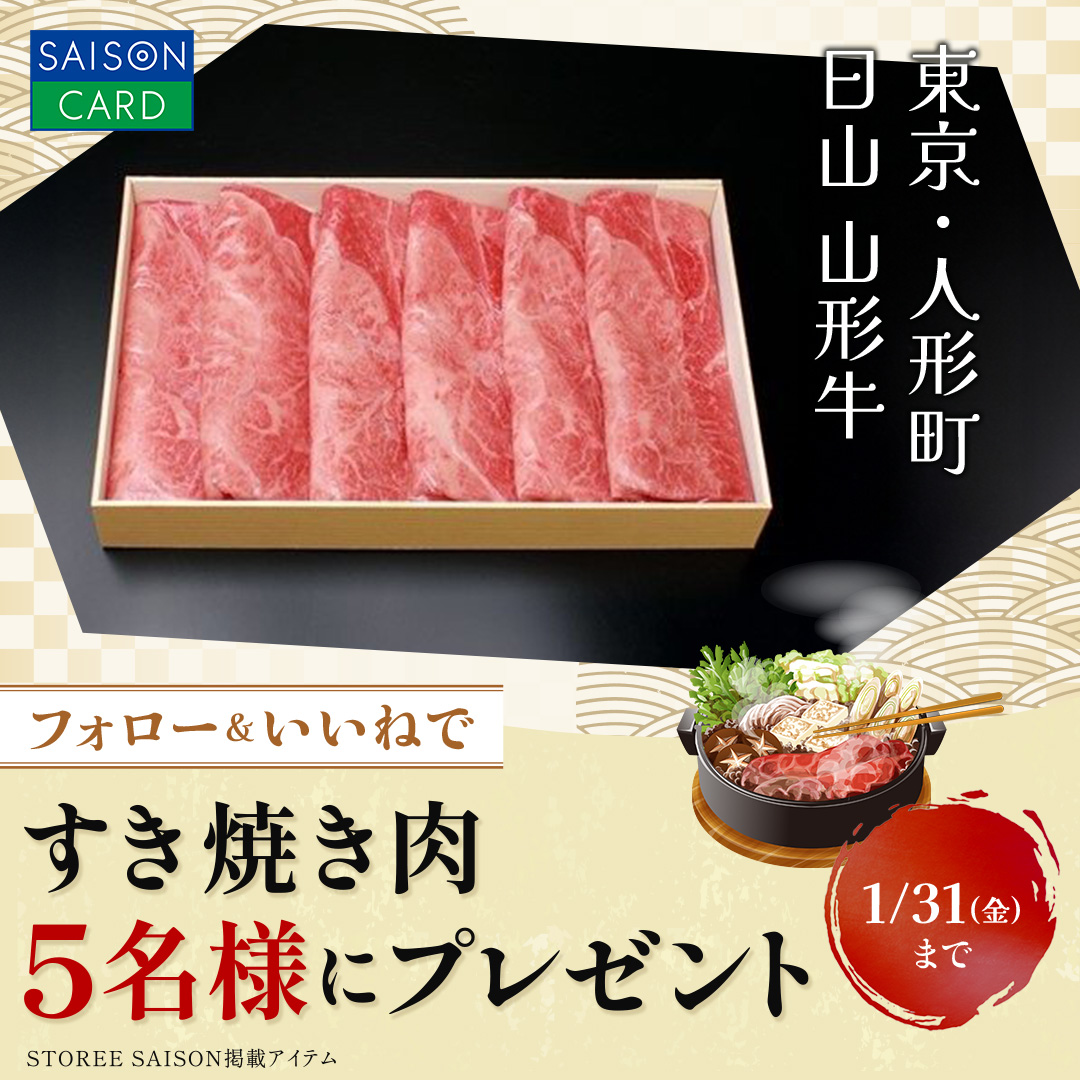 SAISON
CARD
東京・人形町
日山 山形牛
フォロー&いいねで
すき焼き肉
5名様にプレゼント
1/31(金)
まで
STOREE SAISON掲載アイテム